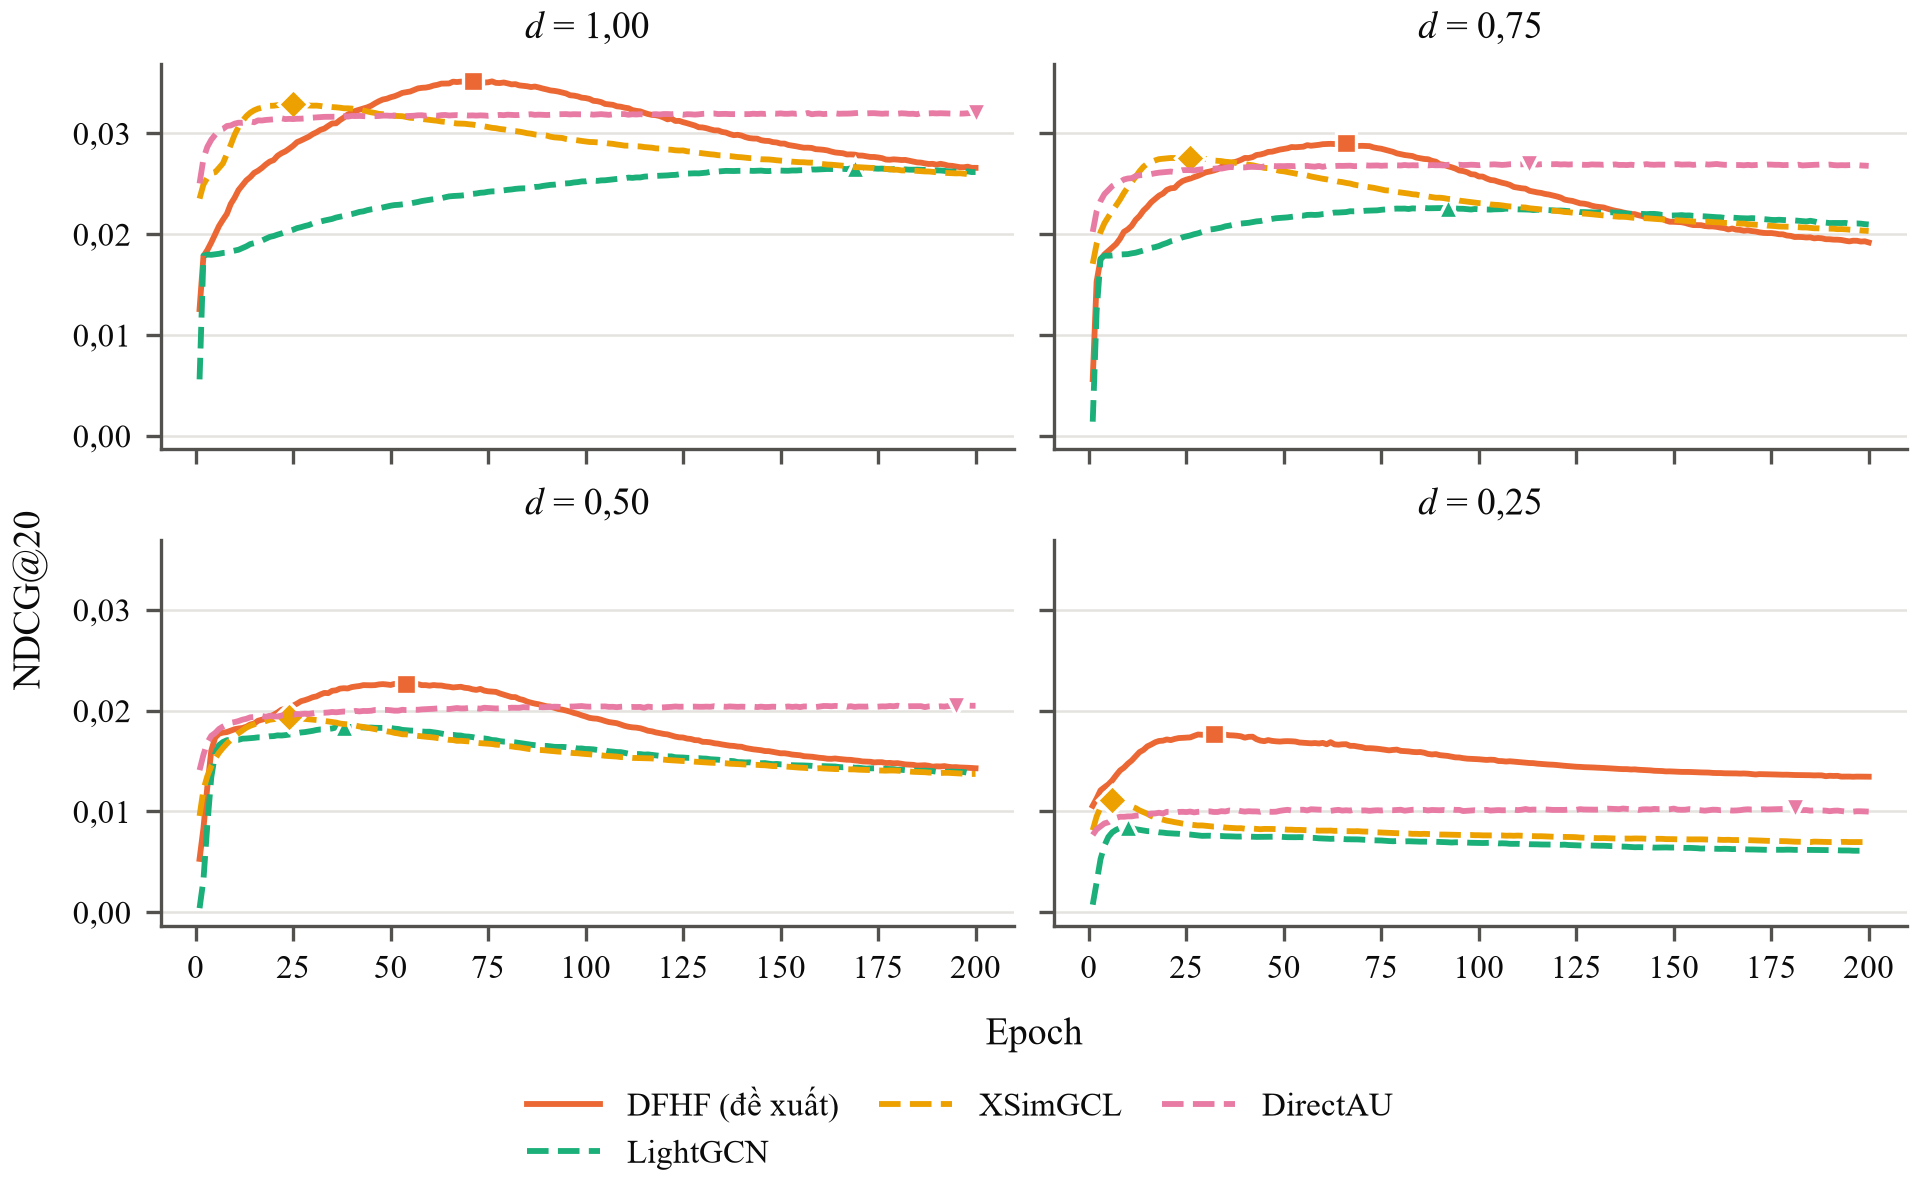 d = 1,00
d = 0,75
0,03
0,02
0,01
0,00
d = 0,50
d = 0,25
NDCG@20
0,03
0,02
0,01
0,00
0 25 50 75 100 125 150 175 200
0 25 50 75 100 125 150 175 200
Epoch
DFHF (đề xuất) XSimGCL DirectAU
LightGCN